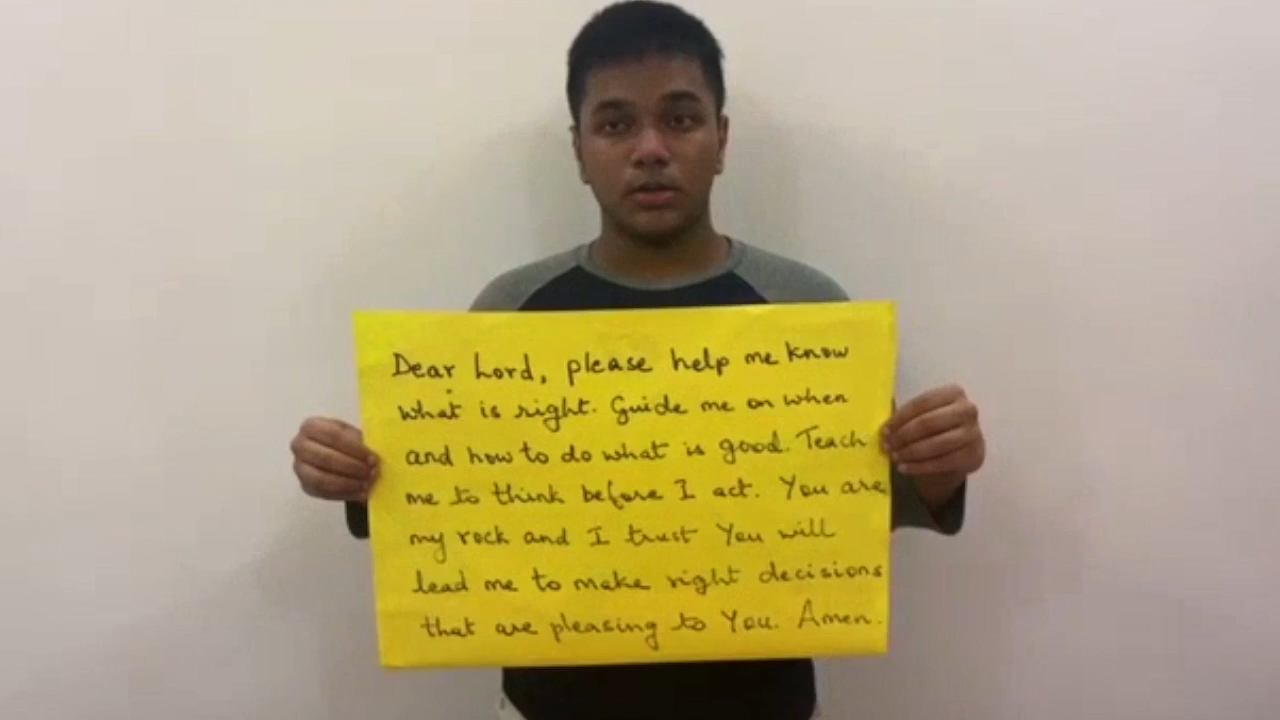 Dear Lord, please help me know
what is right. Guide me on when
and how to do what is good. Teach
me to think before I act. You are
my rock and I trust You will
lead me to make right decisions
that are pleasing to You. Amen.